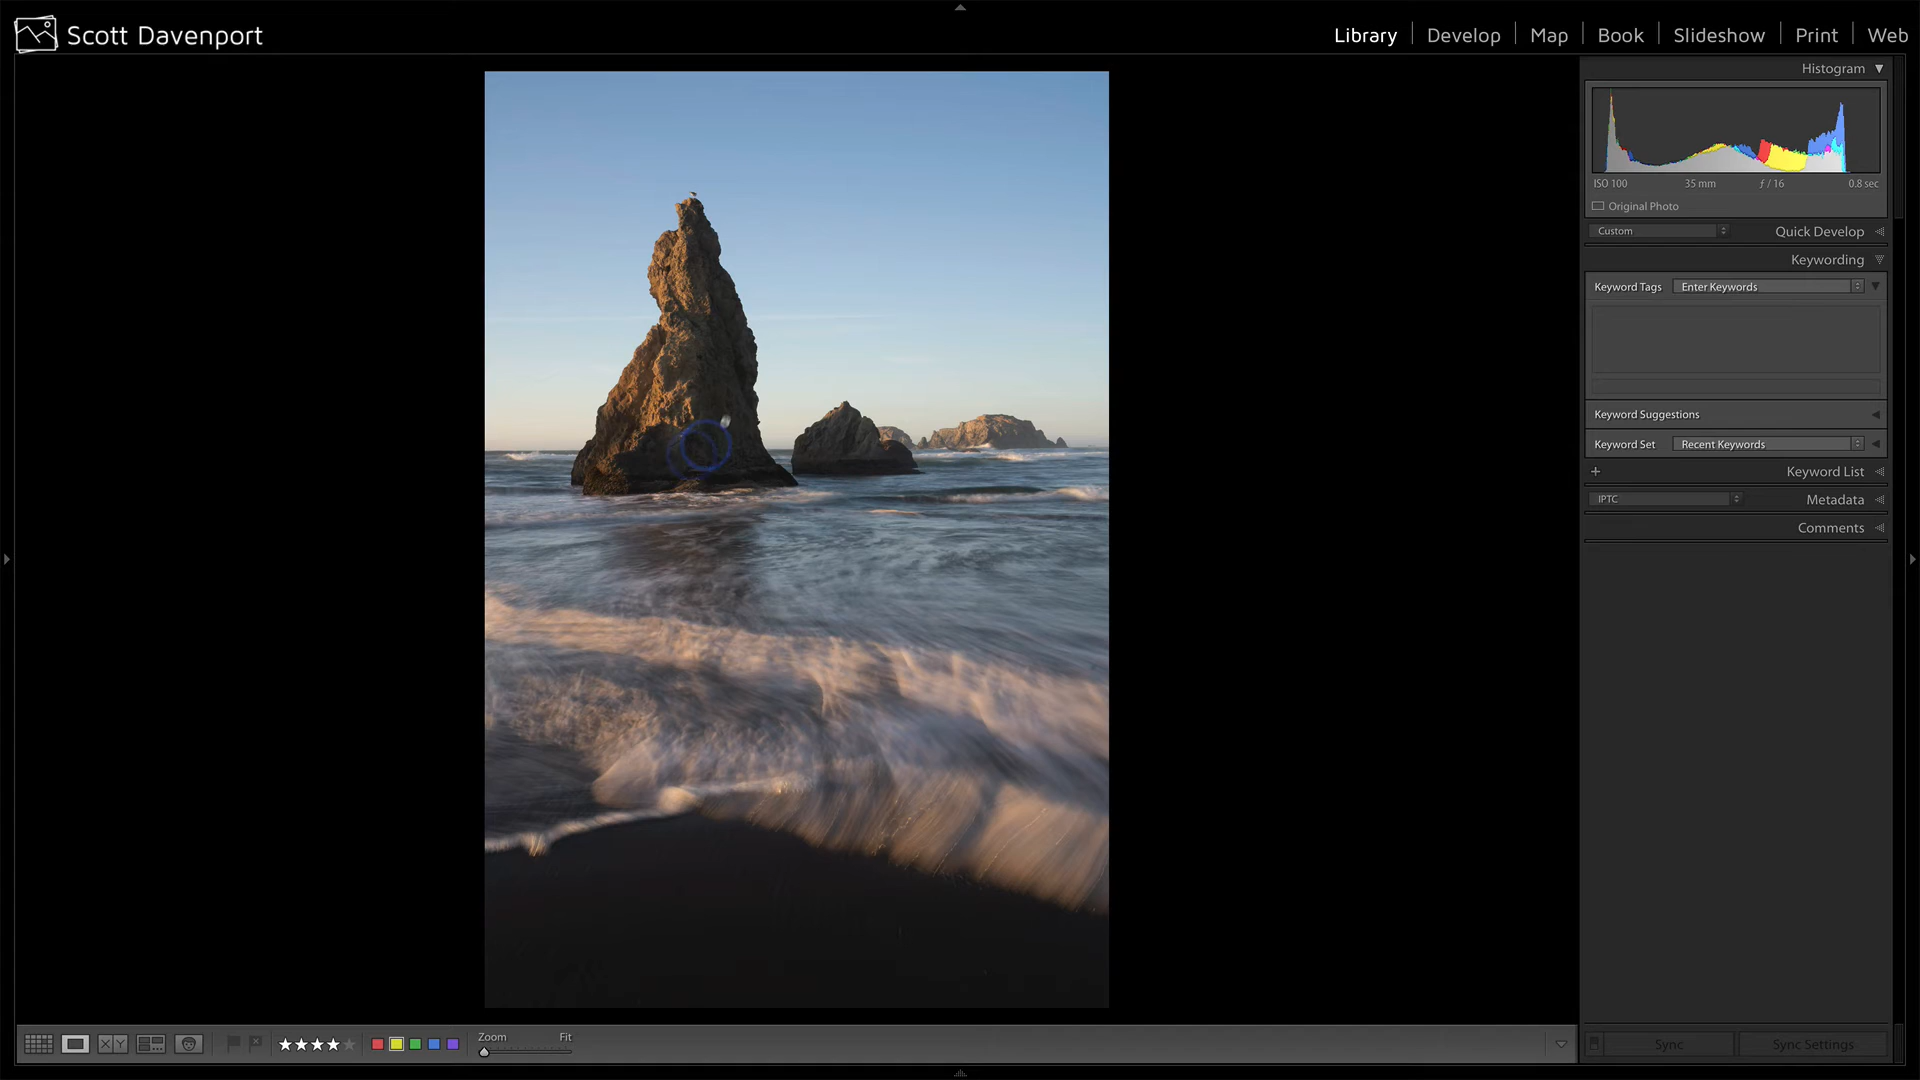 Scott Davenport
Library Develop Map Book Slideshow Print Web
Histogram
ISO 100 35 mm ƒ / 16 0.8 sec
Original Photo
Custom Quick Develop
Keywording
Keyword Tags Enter Keywords
Keyword Suggestions
Keyword Set Recent Keywords
+ Keyword List
IPTC Metadata
Comments
X Y Zoom Fit
Sync Sync Settings